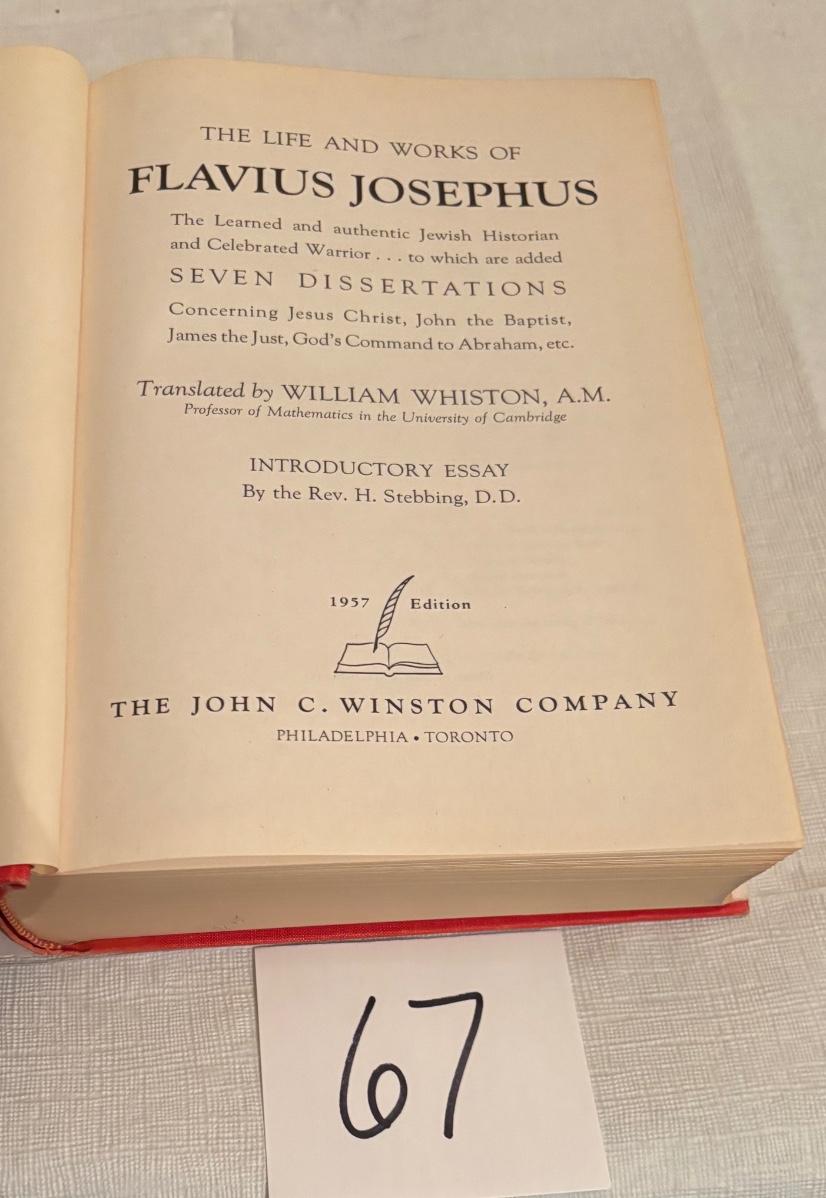 THE LIFE AND WORKS OF
FLAVIUS JOSEPHUS
The Learned and authentic Jewish Historian
and Celebrated Warrior . . . to which are added
SEVEN DISSERTATIONS
Concerning Jesus Christ, John the Baptist,
James the Just, God's Command to Abraham, etc.
Translated by WILLIAM WHISTON, A.M.
Professor of Mathematics in the University of Cambridge
INTRODUCTORY ESSAY
By the Rev. H. Stebbing, D.D.
1957 Edition
THE JOHN C. WINSTON COMPANY
PHILADELPHIA • TORONTO
67